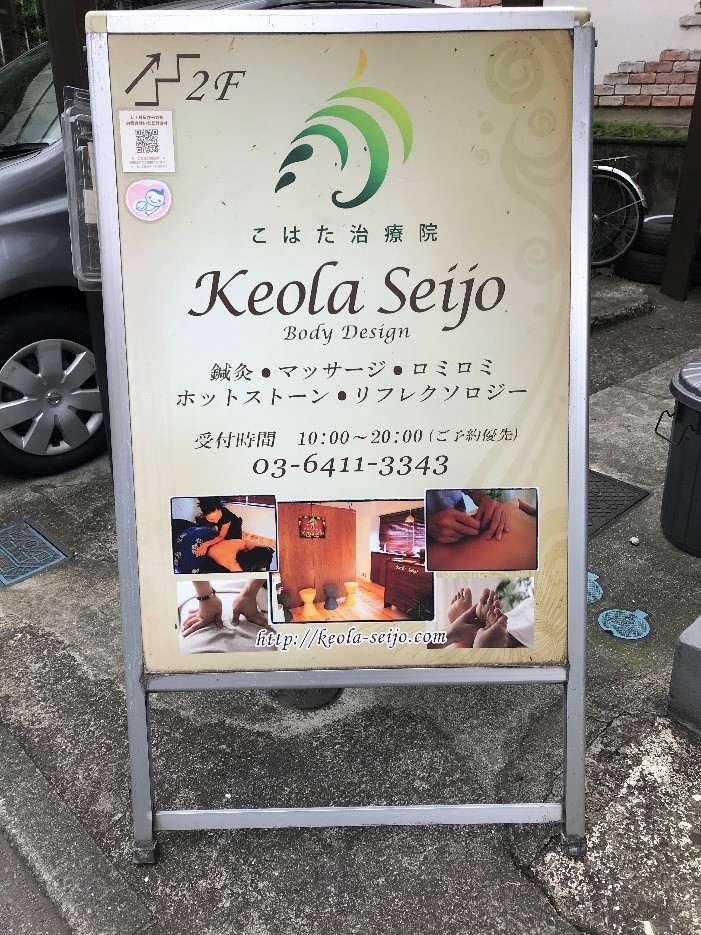 2F
こはた治療院
Keola Seijo
Body Design
鍼灸●マッサージ●ロミロミ
ホットストーン●リフレクソロジー
受付時間 10:00～20:00(ご予約優先)
03-6411-3343
http://keola-seijo.com